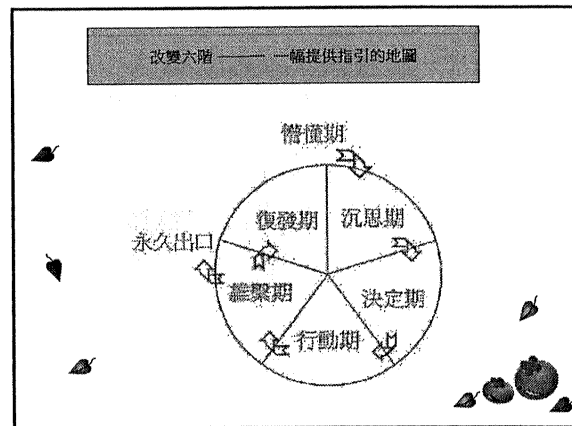 改變六階——一幅提供指引的地圖
懵懂期
復發期
沉思期
永久出口
維繫期
決定期
行動期